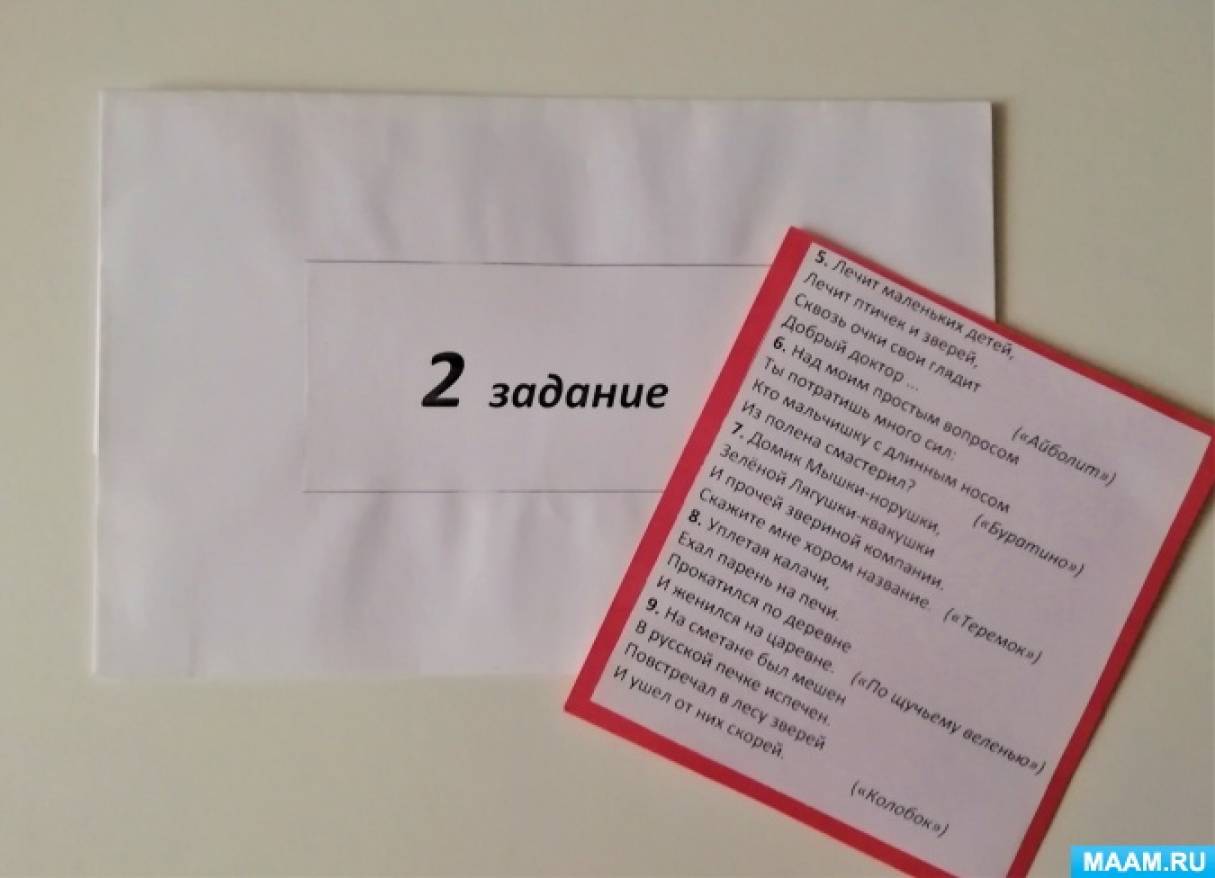 2 задание
5. Лечит маленьких детей,
Лечит птичек и зверей,
Сквозь очки свои глядит
Добрый доктор ...
(«Айболит»)
6. Над моим простым вопросом
Ты потратишь много сил:
Кто мальчишку с длинным носом
Из полена смастерил?
(«Буратино»)
7. Домик Мышки-норушки,
Зелёной Лягушки-квакушки
И прочей звериной компании.
Скажите мне хором название. («Теремок»)
8. Уплетая калачи,
Ехал парень на печи.
Прокатился по деревне
И женился на царевне. («По щучьему веленью»)
9. На сметане был мешен
В русской печке испечен.
Повстречал в лесу зверей
И ушел от них скорей.
(«Колобок»)
MAAM.RU